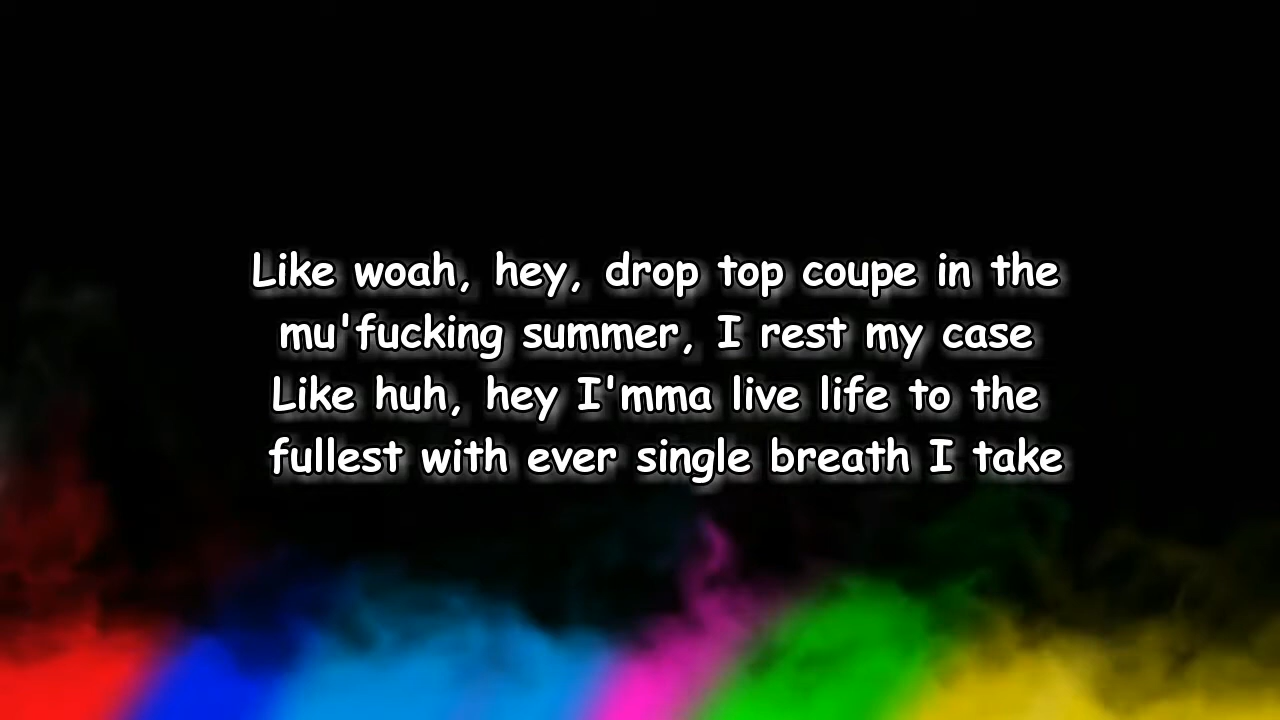 Like woah, hey, drop top coupe in the
mu'fucking summer, I rest my case
Like huh, hey I'mma live life to the
fullest with ever single breath I take